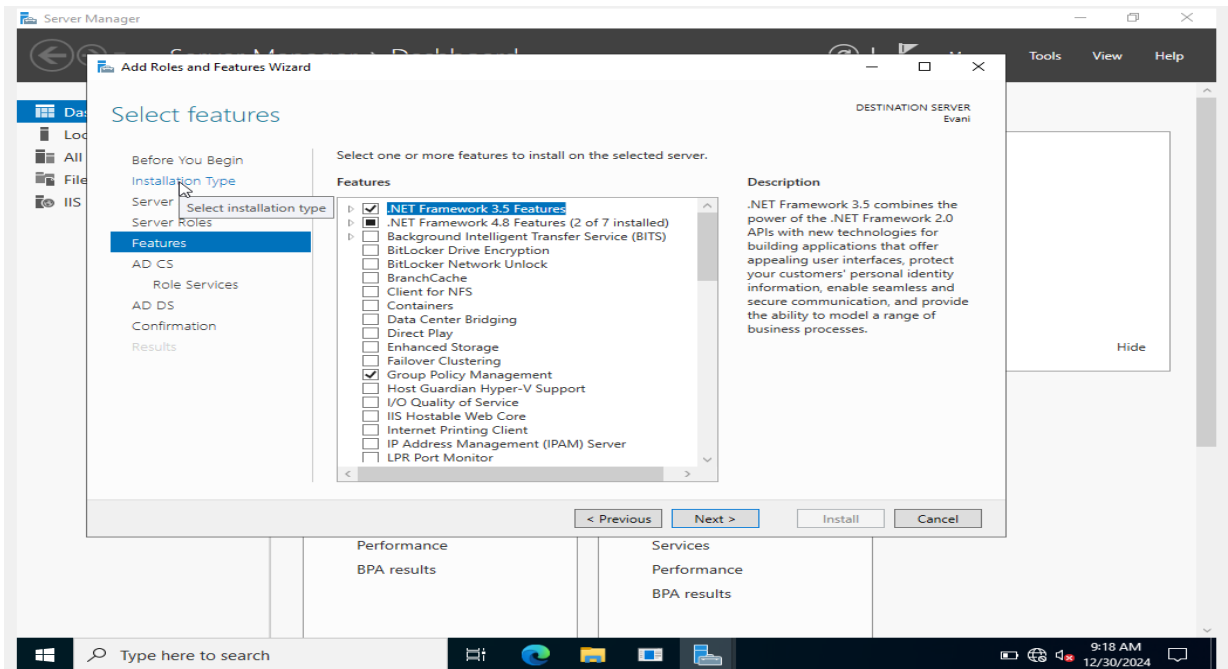 Server Manager
Manage
Tools
View
Help
Add Roles and Features Wizard
Select features
DESTINATION SERVER
Evani
Before You Begin
Installation Type
Server
Select installation type
Server Roles
Features
AD CS
Role Services
AD DS
Confirmation
Results
Select one or more features to install on the selected server.
Features
.NET Framework 3.5 Features
.NET Framework 4.8 Features (2 of 7 installed)
Background Intelligent Transfer Service (BITS)
BitLocker Drive Encryption
BitLocker Network Unlock
BranchCache
Client for NFS
Containers
Data Center Bridging
Direct Play
Enhanced Storage
Failover Clustering
Group Policy Management
Host Guardian Hyper-V Support
I/O Quality of Service
IIS Hostable Web Core
Internet Printing Client
IP Address Management (IPAM) Server
LPR Port Monitor
Description
.NET Framework 3.5 combines the
power of the .NET Framework 2.0
APIs with new technologies for
building applications that offer
appealing user interfaces, protect
your customers' personal identity
information, enable seamless and
secure communication, and provide
the ability to model a range of
business processes.
Das
Loc
All
File
IIS
Hide
< Previous
Next >
Install
Cancel
Performance
BPA results
Services
Performance
BPA results
Type here to search
9:18 AM
12/30/2024